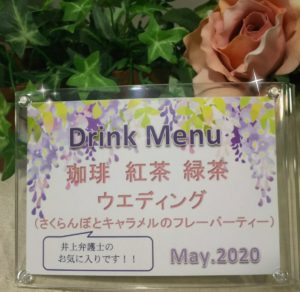 Drink Menu
珈琲 紅茶 緑茶
ウエディング
(さくらんぼとキャラメルのフレーバーティー)
井上弁護士の
お気に入りです!!
May.2020